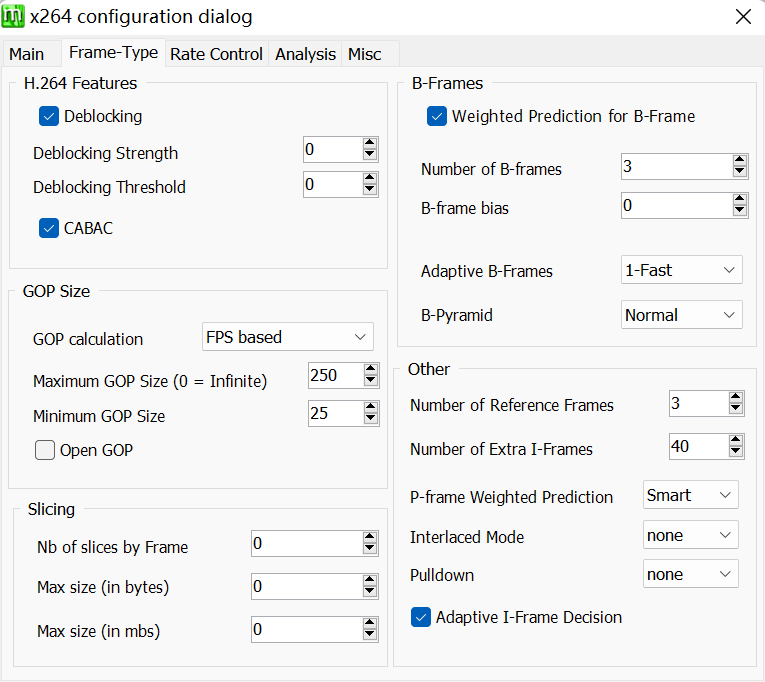 x264 configuration dialog
Main Frame-Type Rate Control Analysis Misc
H.264 Features
Deblocking
Deblocking Strength 0
Deblocking Threshold 0
CABAC
GOP Size
GOP calculation FPS based
Maximum GOP Size (0 = Infinite) 250
Minimum GOP Size 25
Open GOP
Slicing
Nb of slices by Frame 0
Max size (in bytes) 0
Max size (in mbs) 0
B-Frames
Weighted Prediction for B-Frame
Number of B-frames 3
B-frame bias 0
Adaptive B-Frames 1-Fast
B-Pyramid Normal
Other
Number of Reference Frames 3
Number of Extra I-Frames 40
P-frame Weighted Prediction Smart
Interlaced Mode none
Pulldown none
Adaptive I-Frame Decision